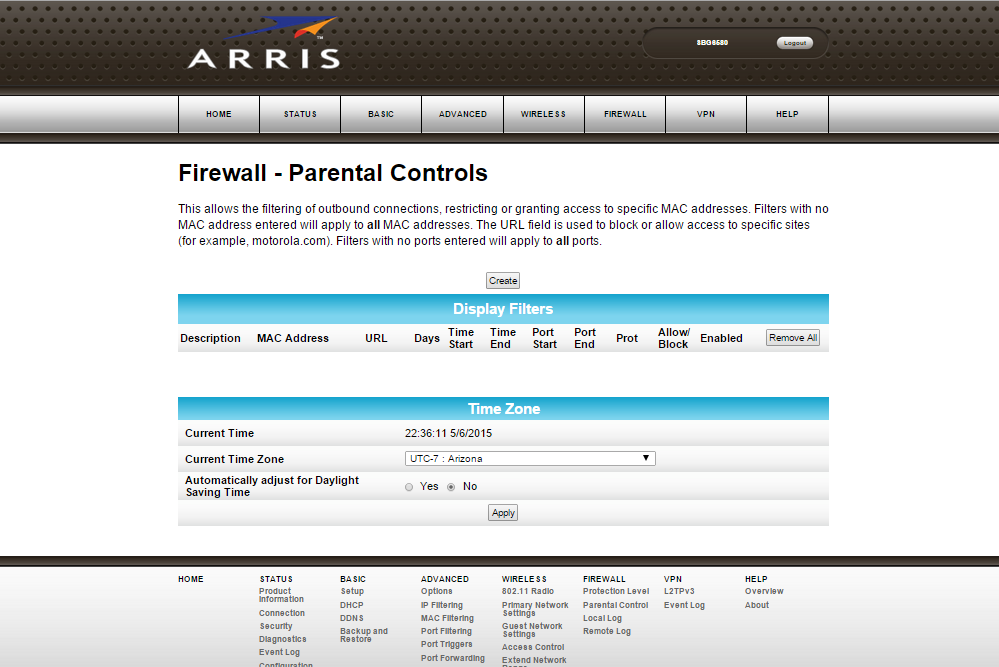 ARRIS
TM
SBG6580
Logout
HOME STATUS BASIC ADVANCED WIRELESS FIREWALL VPN HELP
Firewall - Parental Controls
This allows the filtering of outbound connections, restricting or granting access to specific MAC addresses. Filters with no
MAC address entered will apply to all MAC addresses. The URL field is used to block or allow access to specific sites
(for example, motorola.com). Filters with no ports entered will apply to all ports.
Create
Display Filters
Description MAC Address URL Days Time Start Time End Port Start Port End Prot Allow/ Block Enabled Remove All
Time Zone
Current Time 22:36:11 5/6/2015
Current Time Zone UTC-7 : Arizona
Automatically adjust for Daylight
Saving Time
Yes No
Apply
HOME
STATUS
Product
Information
Connection
Security
Diagnostics
Event Log
Configuration
BASIC
Setup
DHCP
DDNS
Backup and
Restore
ADVANCED
Options
IP Filtering
MAC Filtering
Port Filtering
Port Triggers
Port Forwarding
WIRELESS
802.11 Radio
Primary Network
Settings
Guest Network
Settings
Access Control
Extend Network
Range
FIREWALL
Protection Level
Parental Control
Local Log
Remote Log
VPN
L2TPv3
Event Log
HELP
Overview
About